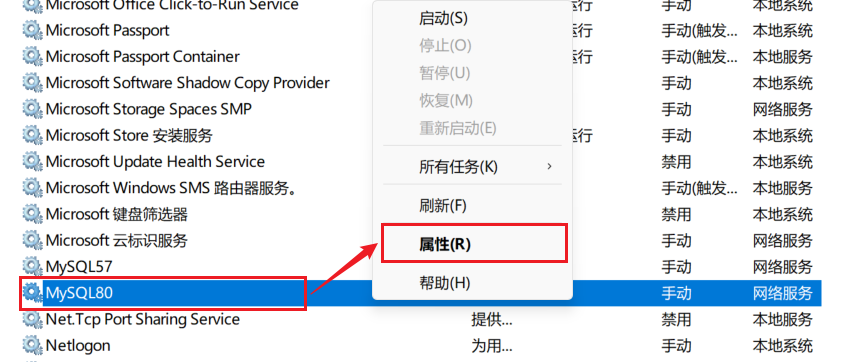 Microsoft Office Click-to-Run Service 运行 手动 本地系统
Microsoft Passport 运行 手动(触发... 本地系统
Microsoft Passport Container 运行 手动(触发... 本地服务
Microsoft Software Shadow Copy Provider 手动 本地系统
Microsoft Storage Spaces SMP 手动 网络服务
Microsoft Store 安装服务 运行 手动 本地系统
Microsoft Update Health Service 禁用 本地系统
Microsoft Windows SMS 路由器服务。 手动(触发... 本地服务
Microsoft 键盘筛选器 禁用 本地系统
Microsoft 云标识服务 手动 网络服务
MySQL57 手动 网络服务
MySQL80 手动 网络服务
Net.Tcp Port Sharing Service 提供... 禁用 本地服务
Netlogon 为用... 手动 本地系统
启动(S)
停止(O)
暂停(U)
恢复(M)
重新启动(E)
所有任务(K)
刷新(F)
属性(R)
帮助(H)